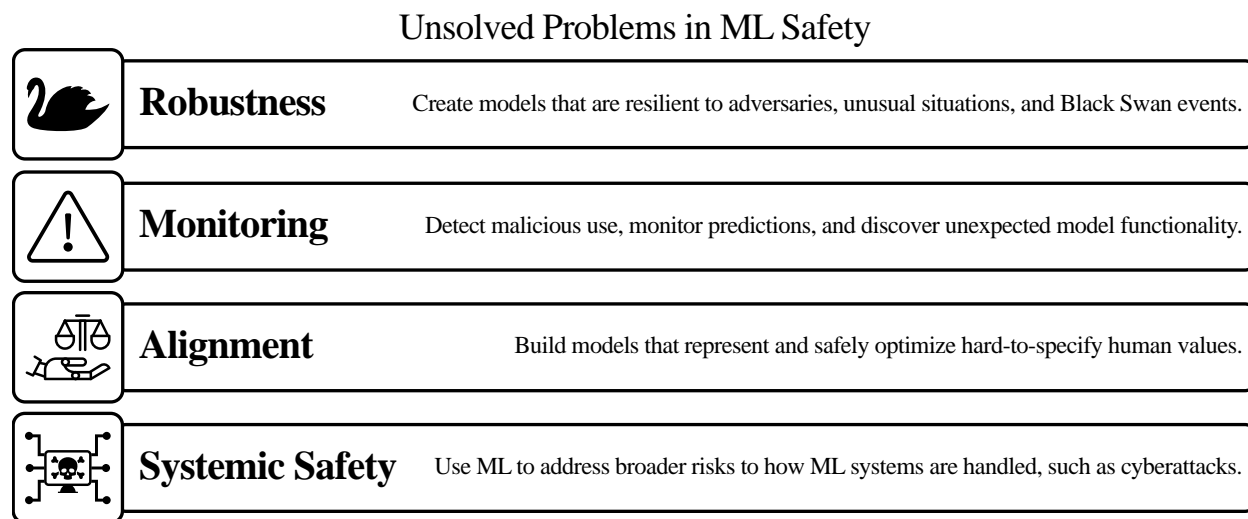 Unsolved Problems in ML Safety
Robustness Create models that are resilient to adversaries, unusual situations, and Black Swan events.
Monitoring Detect malicious use, monitor predictions, and discover unexpected model functionality.
Alignment Build models that represent and safely optimize hard-to-specify human values.
Systemic Safety Use ML to address broader risks to how ML systems are handled, such as cyberattacks.